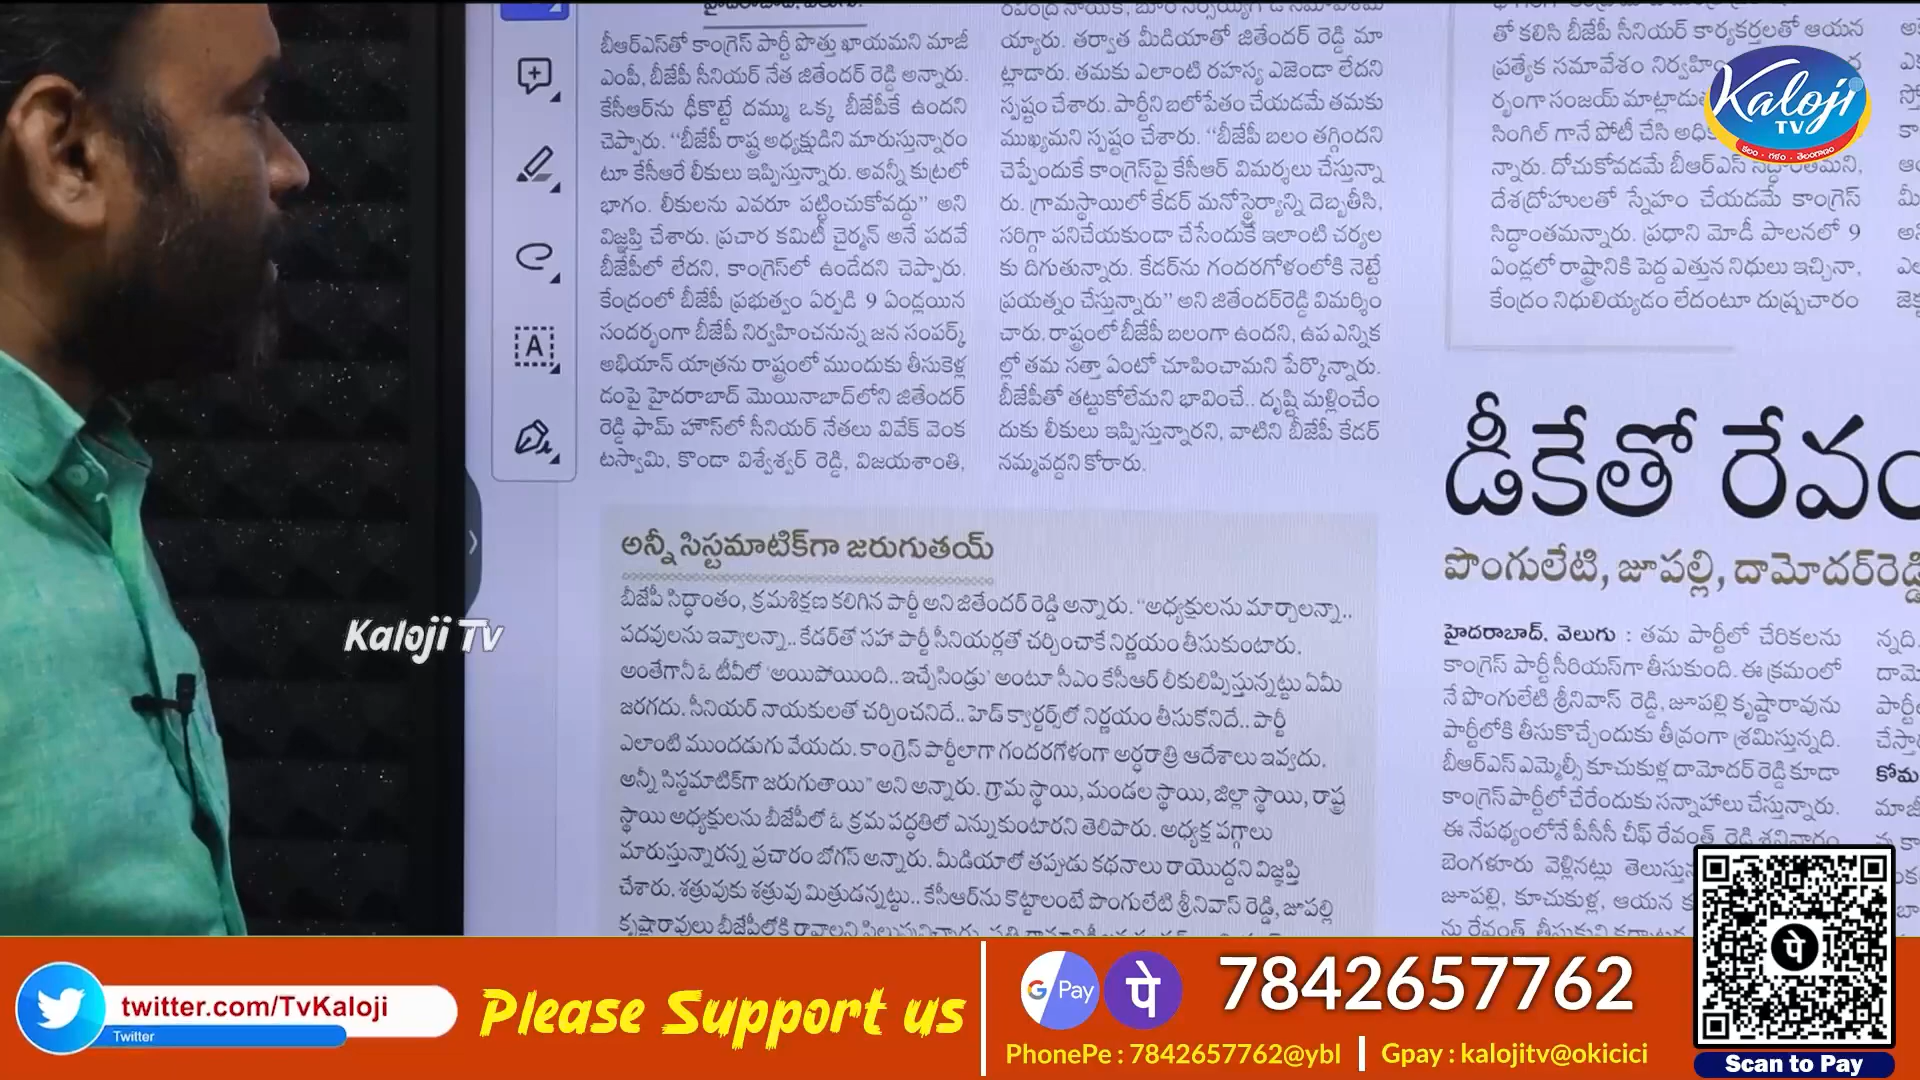 హైదరాబాద్, వెలుగు:
బీఆర్ఎస్‌తో కాంగ్రెస్ పార్టీ పొత్తు ఖాయమని మాజీ
ఎంపీ, బీజేపీ సీనియర్ నేత జితేందర్ రెడ్డి అన్నారు.
కేసీఆర్‌ను ఢీకొట్టే దమ్ము ఒక్క బీజేపీకే ఉందని
చెప్పారు. "బీజేపీ రాష్ట్ర అధ్యక్షుడిని మారుస్తున్నారం
టూ కేసీఆరే లీకులు ఇప్పిస్తున్నారు. అవన్నీ కుట్రలో
భాగం. లీకులను ఎవరూ పట్టించుకోవద్దు" అని
విజ్ఞప్తి చేశారు. ప్రచార కమిటీ చైర్మన్ అనే పదవే
బీజేపీలో లేదని, కాంగ్రెస్‌లో ఉండేదని చెప్పారు.
కేంద్రంలో బీజేపీ ప్రభుత్వం ఏర్పడి 9 ఏండ్లయిన
సందర్భంగా బీజేపీ నిర్వహించనున్న జన సంపర్క్
అభియాన్ యాత్రను రాష్ట్రంలో ముందుకు తీసుకెళ్ల
డంపై హైదరాబాద్ మొయినాబాద్‌లోని జితేందర్
రెడ్డి ఫామ్ హౌస్‌లో సీనియర్ నేతలు వివేక్ వెంక
టస్వామి, కొండా విశ్వేశ్వర్ రెడ్డి, విజయశాంతి,
య్యారు. తర్వాత మీడియాతో జితేందర్ రెడ్డి మా
ట్లాడారు. తమకు ఎలాంటి రహస్య ఎజెండా లేదని
స్పష్టం చేశారు. పార్టీని బలోపేతం చేయడమే తమకు
ముఖ్యమని స్పష్టం చేశారు. "బీజేపీ బలం తగ్గిందని
చెప్పేందుకే కాంగ్రెస్‌పై కేసీఆర్ విమర్శలు చేస్తున్నా
రు. గ్రామస్థాయిలో కేడర్ మనోస్థైర్యాన్ని దెబ్బతీసి,
సరిగ్గా పనిచేయకుండా చేసేందుకే ఇలాంటి చర్యల
కు దిగుతున్నారు. కేడర్‌ను గందరగోళంలోకి నెట్టే
ప్రయత్నం చేస్తున్నారు" అని జితేందర్‌రెడ్డి విమర్శిం
చారు. రాష్ట్రంలో బీజేపీ బలంగా ఉందని, ఉప ఎన్నిక
ల్లో తమ సత్తా ఏంటో చూపించామని పేర్కొన్నారు.
బీజేపీతో తట్టుకోలేమని భావించే.. దృష్టి మళ్లించేం
దుకు లీకులు ఇప్పిస్తున్నారని, వాటిని బీజేపీ కేడర్
నమ్మవద్దని కోరారు.
తో కలిసి బీజేపీ సీనియర్ కార్యకర్తలతో ఆయన
ప్రత్యేక సమావేశం
ర్భంగా సంజయ్
సింగిల్ గానే పోటీ చేసి
న్నారు. దోచుకోవడమే బీఆర్ఎస్ సిద్ధాంతమని,
దేశద్రోహులతో స్నేహం చేయడమే కాంగ్రెస్
సిద్ధాంతమన్నారు. ప్రధాని మోడీ పాలనలో 9
ఏండ్లలో రాష్ట్రానికి పెద్ద ఎత్తున నిధులు ఇచ్చినా,
కేంద్రం నిధులియ్యడం లేదంటూ దుష్ప్రచారం
అన్నీ సిస్టమాటిక్‌గా జరుగుతయ్
బీజేపీ సిద్ధాంతం, క్రమశిక్షణ కలిగిన పార్టీ అని జితేందర్ రెడ్డి అన్నారు. "అధ్యక్షులను మార్చాలన్నా..
పదవులను ఇవ్వాలన్నా.. కేడర్‌తో సహా పార్టీ సీనియర్లతో చర్చించాకే నిర్ణయం తీసుకుంటారు.
అంతేగానీ ఓ టీవీలో 'అయిపోయింది.. ఇచ్చేసిండ్రు' అంటూ సీఎం కేసీఆర్ లీకులిప్పిస్తున్నట్టు ఏమీ
జరగదు. సీనియర్ నాయకులతో చర్చించనిదే.. హెడ్ క్వార్టర్స్‌లో నిర్ణయం తీసుకోనిదే.. పార్టీ
ఎలాంటి ముందడుగు వేయదు. కాంగ్రెస్ పార్టీలాగా గందరగోళంగా అర్ధరాత్రి ఆదేశాలు ఇవ్వదు.
అన్నీ సిస్టమాటిక్‌గా జరుగుతాయి" అని అన్నారు. గ్రామ స్థాయి, మండల స్థాయి, జిల్లా స్థాయి, రాష్ట్ర
స్థాయి అధ్యక్షులను బీజేపీలో ఓ క్రమ పద్ధతిలో ఎన్నుకుంటారని తెలిపారు. అధ్యక్ష పగ్గాలు
మారుస్తున్నారన్న ప్రచారం బోగస్ అన్నారు. మీడియాలో తప్పుడు కథనాలు రాయొద్దని విజ్ఞప్తి
చేశారు. శత్రువుకు శత్రువు మిత్రుడన్నట్టు.. కేసీఆర్‌ను కొట్టాలంటే పొంగులేటి శ్రీనివాస్ రెడ్డి, జూపల్లి
కృష్ణారావులు బీజేపీలోకి రావాలని
డీకేతో రేవం
పొంగులేటి, జూపల్లి, దామోదర్‌రెడ్డి
హైదరాబాద్, వెలుగు : తమ పార్టీలో చేరికలను
కాంగ్రెస్ పార్టీ సీరియస్‌గా తీసుకుంది. ఈ క్రమంలో
నే పొంగులేటి శ్రీనివాస్ రెడ్డి, జూపల్లి కృష్ణారావును
పార్టీలోకి తీసుకొచ్చేందుకు తీవ్రంగా శ్రమిస్తున్నది.
బీఆర్ఎస్ ఎమ్మెల్సీ కూచుకుళ్ల దామోదర్ రెడ్డి కూడా
కాంగ్రెస్ పార్టీలో చేరేందుకు సన్నాహాలు చేస్తున్నారు.
ఈ నేపథ్యంలోనే పీసీసీ చీఫ్ రేవంత్ రెడ్డి శనివారం
బెంగళూరు వెళ్లినట్లు
జూపల్లి, కూచుకుళ్ల, ఆయన
Kaloji
TV
కలం - గళం - తెలంగాణం
Kaloji Tv
twitter.com/TvKaloji
Twitter
Please Support us
G Pay
పే
7842657762
PhonePe : 7842657762@ybl | Gpay : kalojitv@okicici
Scan to Pay